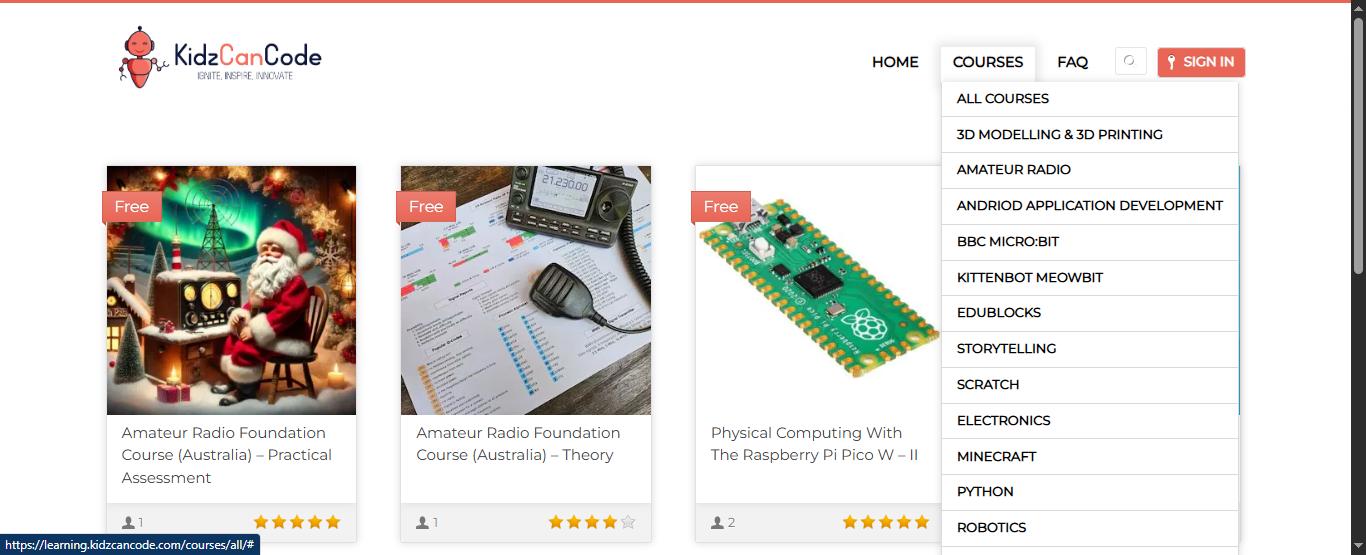 KidzCanCode
IGNITE, INSPIRE, INNOVATE
HOME
COURSES
FAQ
SIGN IN
ALL COURSES
3D MODELLING & 3D PRINTING
AMATEUR RADIO
ANDRIOD APPLICATION DEVELOPMENT
BBC MICRO:BIT
KITTENBOT MEOWBIT
EDUBLOCKS
STORYTELLING
SCRATCH
ELECTRONICS
MINECRAFT
PYTHON
ROBOTICS
Free
Amateur Radio Foundation
Course (Australia) – Practical
Assessment
1
Free
21.230.00
Amateur Radio Foundation
Course (Australia) – Theory
1
Free
Physical Computing With
The Raspberry Pi Pico W – II
2
https://learning.kidzcancode.com/courses/all/#